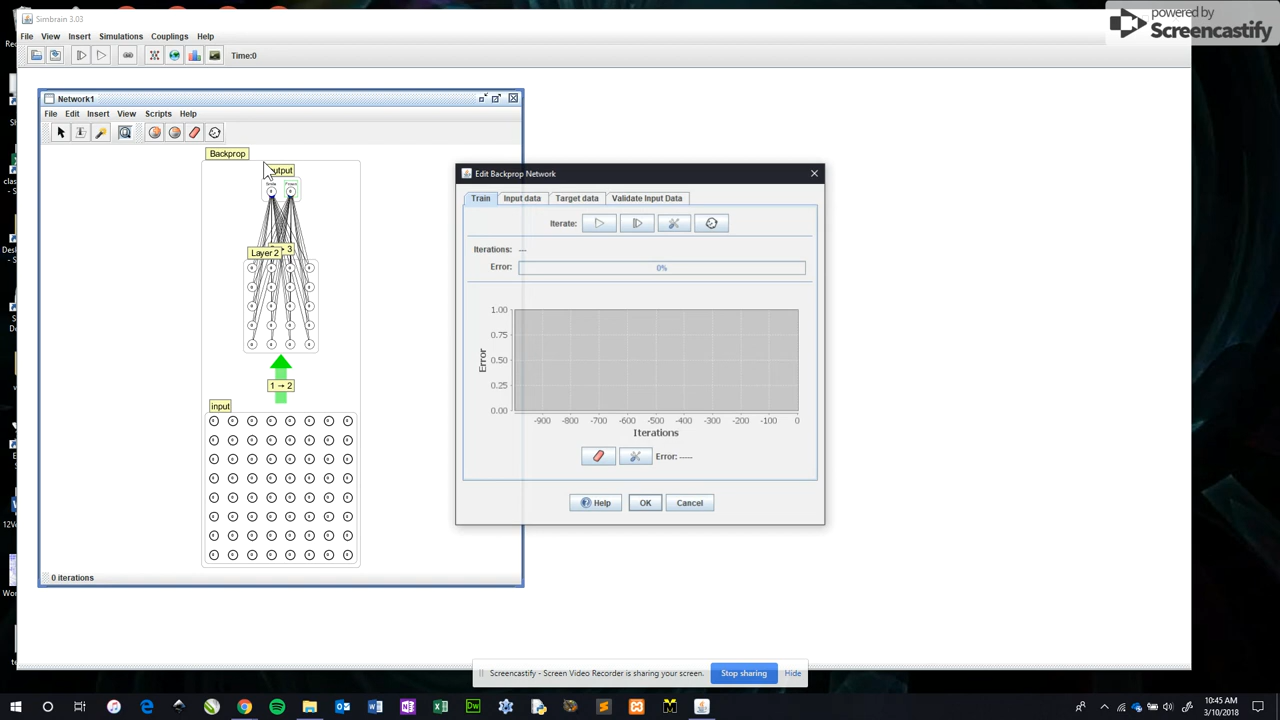 Simbrain 3.03
powered by
Screencastify
File View Insert Simulations Couplings Help
Time:0
Network1
File Edit Insert View Scripts Help
Backprop
utput
3
Layer 2
1 → 2
input
0 iterations
Edit Backprop Network
Train Input data Target data Validate Input Data
Iterate:
Iterations: ---
Error: 0%
1.00
0.75
0.50
0.25
0.00
Error
-900 -800 -700 -600 -500 -400 -300 -200 -100 0
Iterations
Error: -----
Help OK Cancel
Screencastify - Screen Video Recorder is sharing your screen. Stop sharing Hide
10:45 AM
3/10/2018